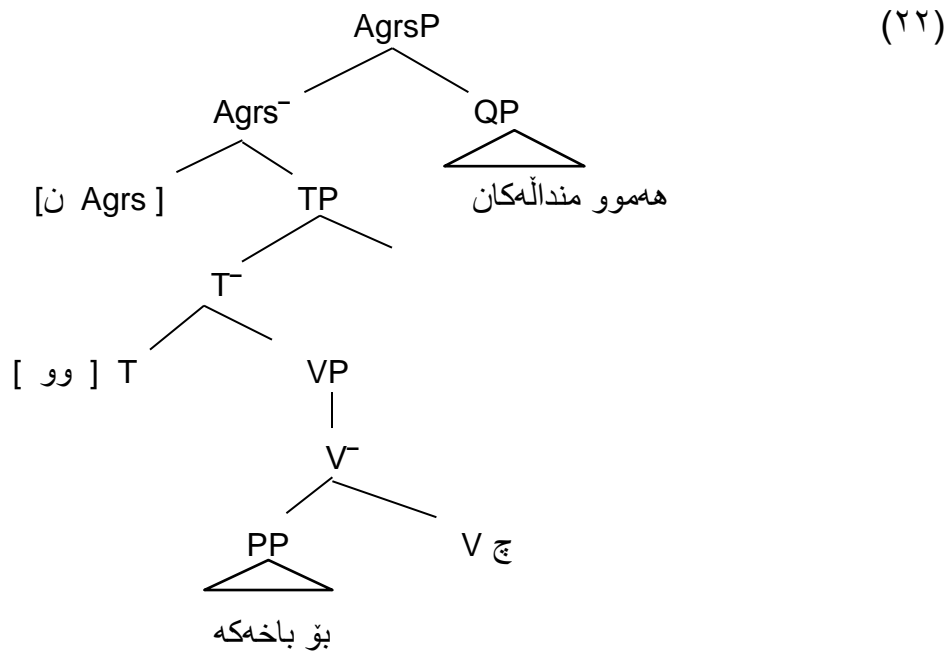 (٢٢)
AgrsP
Agrs‾ QP
[ن Agrs ] TP هەموو منداڵەکان
T‾
[ وو ] T VP
V‾
PP V چ
بۆ باخەکە